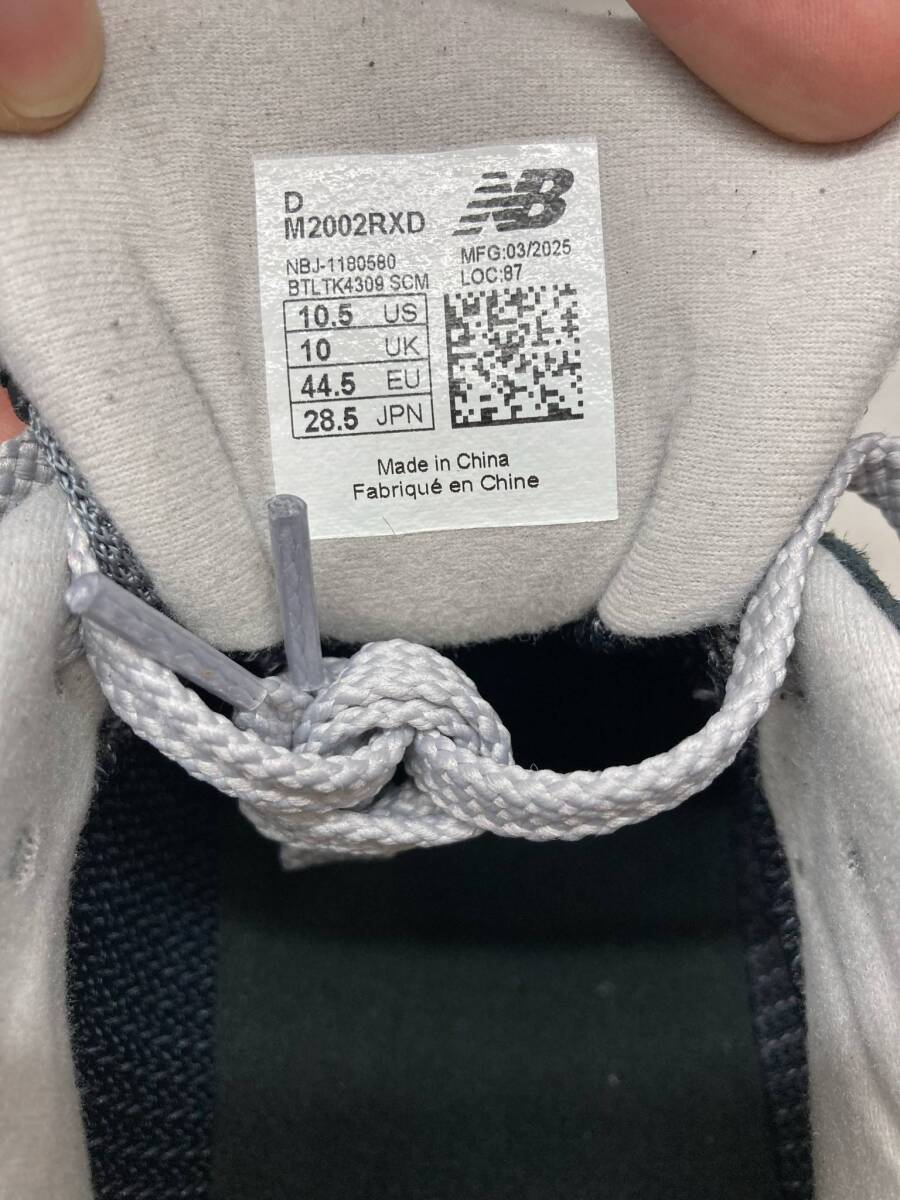 D
M2002RXD
NB
NBJ-1180580
BTLTK4309 SCM
MFG:03/2025
LOC:87
10.5 US
10 UK
44.5 EU
28.5 JPN
Made in China
Fabriqué en Chine